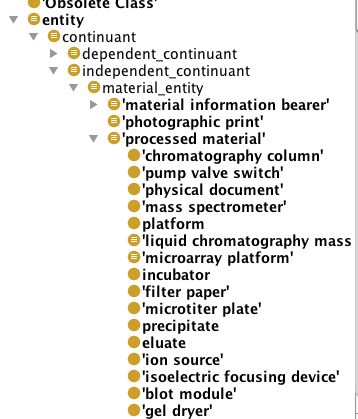 'Obsolete Class'
entity
continuant
dependent_continuant
independent_continuant
material_entity
'material information bearer'
'photographic print'
'processed material'
'chromatography column'
'pump valve switch'
'physical document'
'mass spectrometer'
platform
'liquid chromatography mass
'microarray platform'
incubator
'filter paper'
'microtiter plate'
precipitate
eluate
'ion source'
'isoelectric focusing device'
'blot module'
'gel dryer'